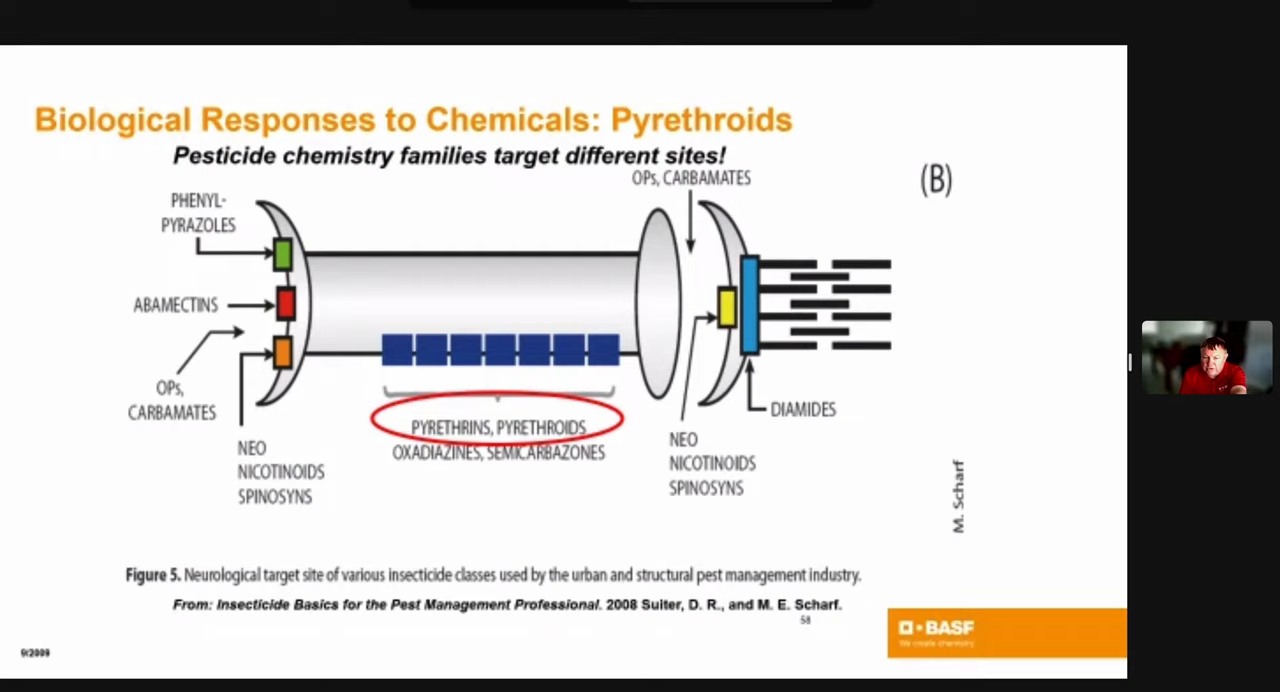 Biological Responses to Chemicals: Pyrethroids
Pesticide chemistry families target different sites!
OPs, CARBAMATES
(B)
PHENYL-
PYRAZOLES
ABAMECTINS
OPs,
CARBAMATES
NEO
NICOTINOIDS
SPINOSYNS
PYRETHRINS, PYRETHROIDS
OXADIAZINES, SEMICARBAZONES
NEO
NICOTINOIDS
SPINOSYNS
DIAMIDES
M. Scharf
Figure 5. Neurological target site of various insecticide classes used by the urban and structural pest management industry.
From: Insecticide Basics for the Pest Management Professional. 2008 Suiter, D. R., and M. E. Scharf.
58
BASF
We create chemistry
9/2009